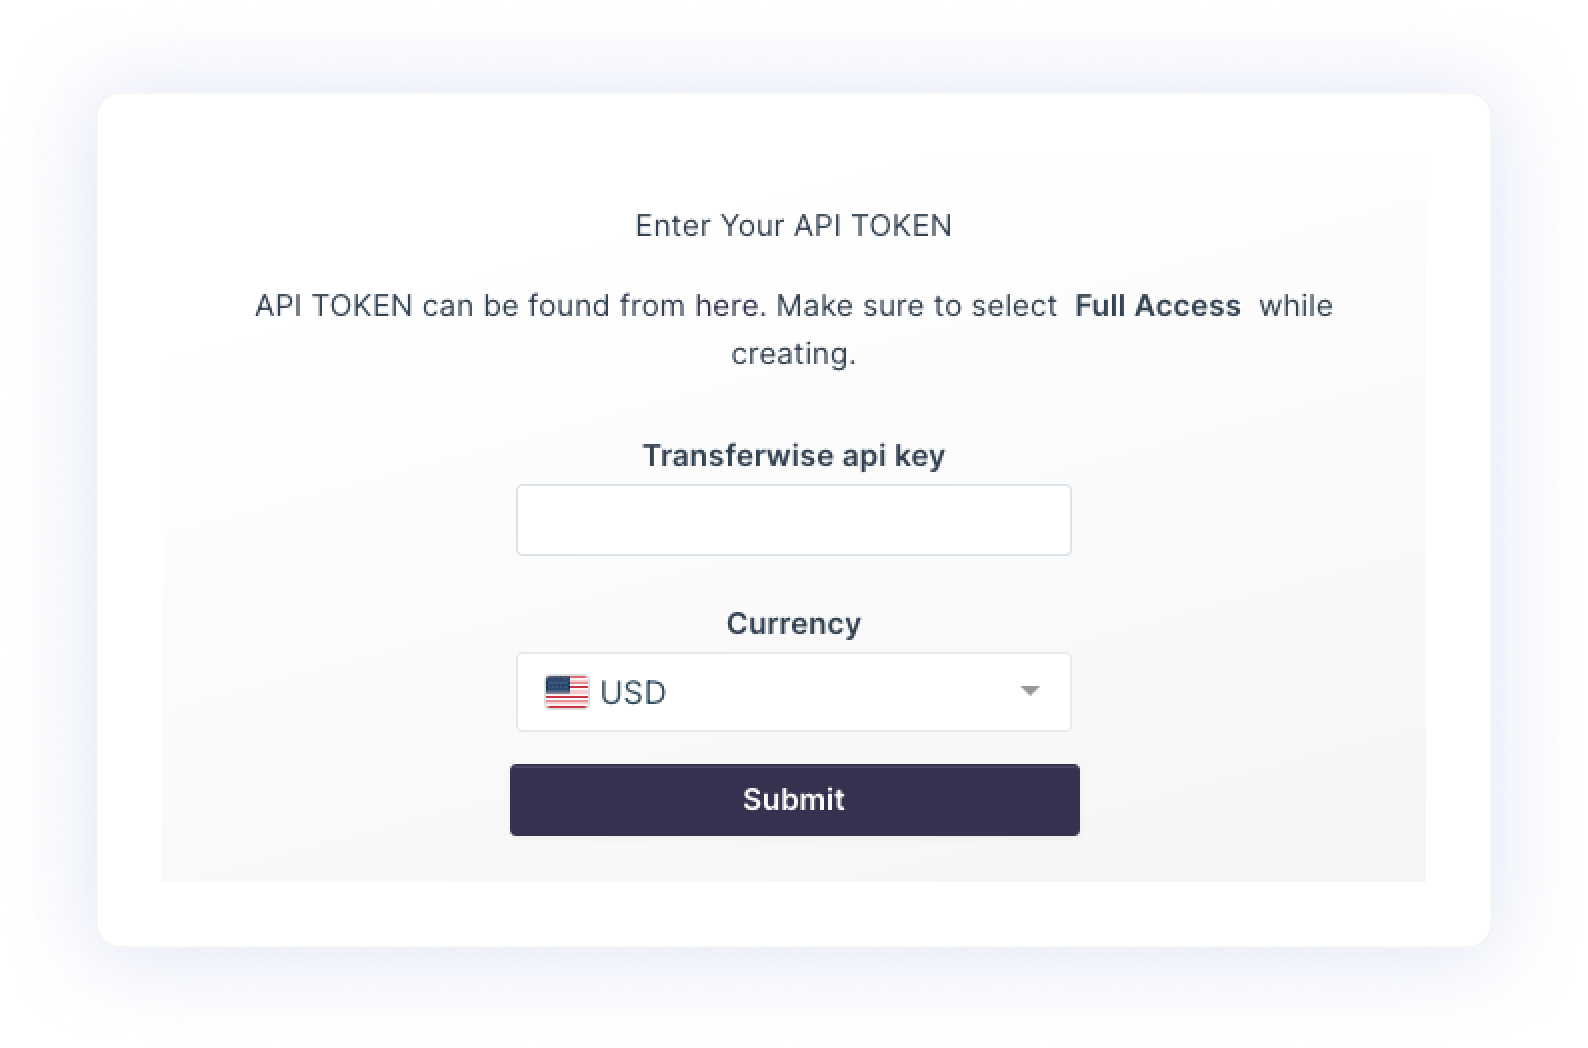 Enter Your API TOKEN
API TOKEN can be found from here. Make sure to select Full Access while
creating.
Transferwise api key
Currency
USD
Submit